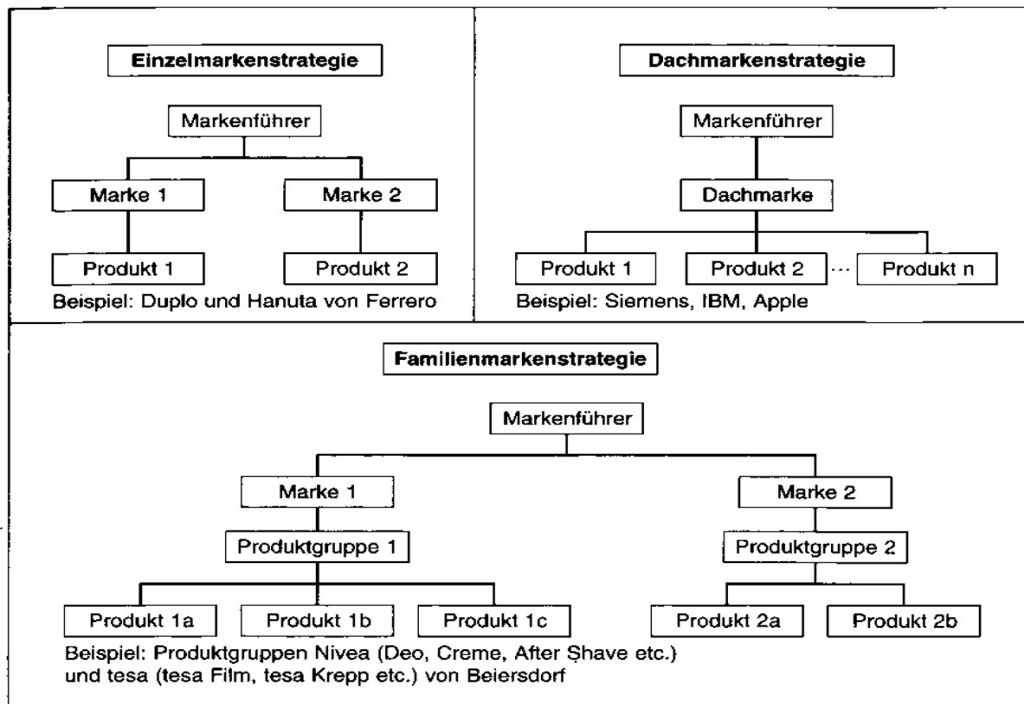 Einzelmarkenstrategie
Markenführer
Marke 1 Marke 2
Produkt 1 Produkt 2
Beispiel: Duplo und Hanuta von Ferrero
Dachmarkenstrategie
Markenführer
Dachmarke
Produkt 1 Produkt 2 ... Produkt n
Beispiel: Siemens, IBM, Apple
Familienmarkenstrategie
Markenführer
Marke 1 Marke 2
Produktgruppe 1 Produktgruppe 2
Produkt 1a Produkt 1b Produkt 1c Produkt 2a Produkt 2b
Beispiel: Produktgruppen Nivea (Deo, Creme, After Shave etc.)
und tesa (tesa Film, tesa Krepp etc.) von Beiersdorf